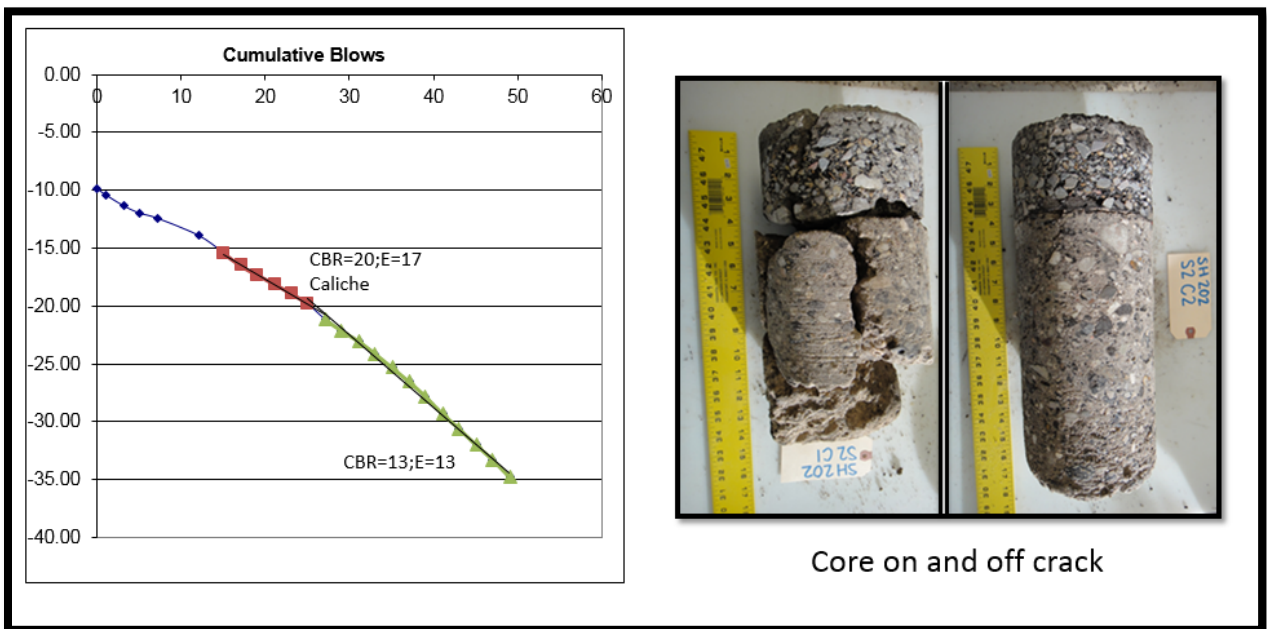 Cumulative Blows
0.00
0 10 20 30 40 50 60
-5.00
-10.00
-15.00
CBR=20;E=17
Caliche
-20.00
-25.00
-30.00
CBR=13;E=13
-35.00
-40.00
SH 202
S2 C1
SH 202
S2 C2
Core on and off crack